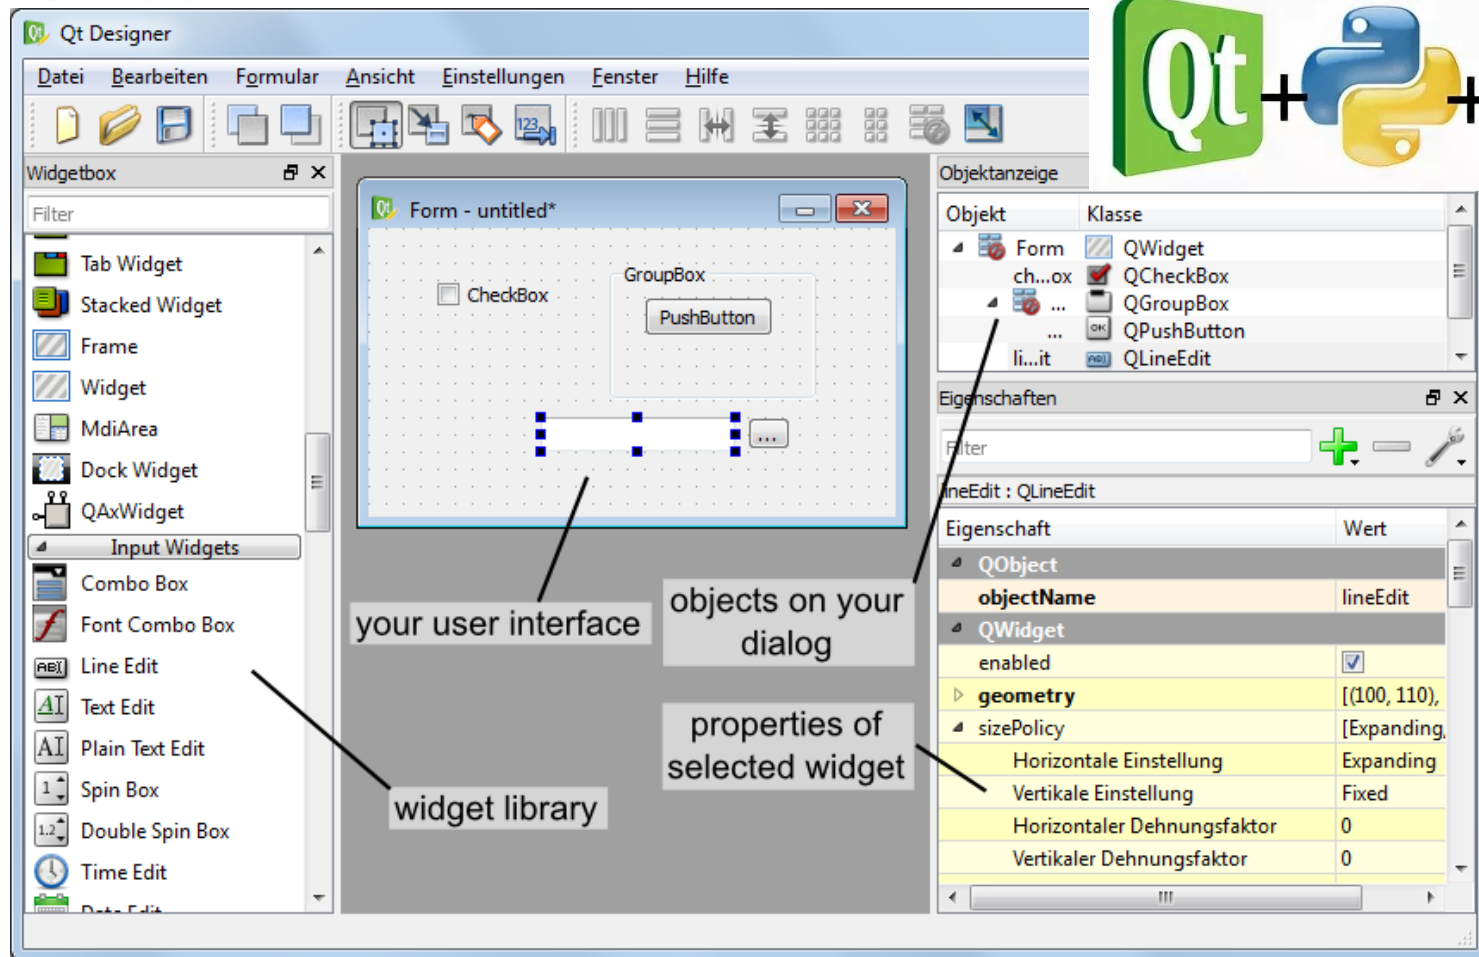 Qt Designer
Datei Bearbeiten Formular Ansicht Einstellungen Fenster Hilfe
Qt + +
123
Widgetbox
Filter
Tab Widget
Stacked Widget
Frame
Widget
MdiArea
Dock Widget
QAxWidget
Input Widgets
Combo Box
Font Combo Box
Line Edit
Text Edit
Plain Text Edit
Spin Box
Double Spin Box
Time Edit
Date Edit
Form - untitled*
CheckBox
GroupBox
PushButton
...
your user interface
objects on your
dialog
properties of
selected widget
widget library
Objektanzeige
Objekt Klasse
Form QWidget
ch...ox QCheckBox
... QGroupBox
... QPushButton
li...it QLineEdit
Eigenschaften
Filter
lineEdit : QLineEdit
Eigenschaft Wert
QObject
objectName lineEdit
QWidget
enabled
geometry [(100, 110),
sizePolicy [Expanding,
Horizontale Einstellung Expanding
Vertikale Einstellung Fixed
Horizontaler Dehnungsfaktor 0
Vertikaler Dehnungsfaktor 0